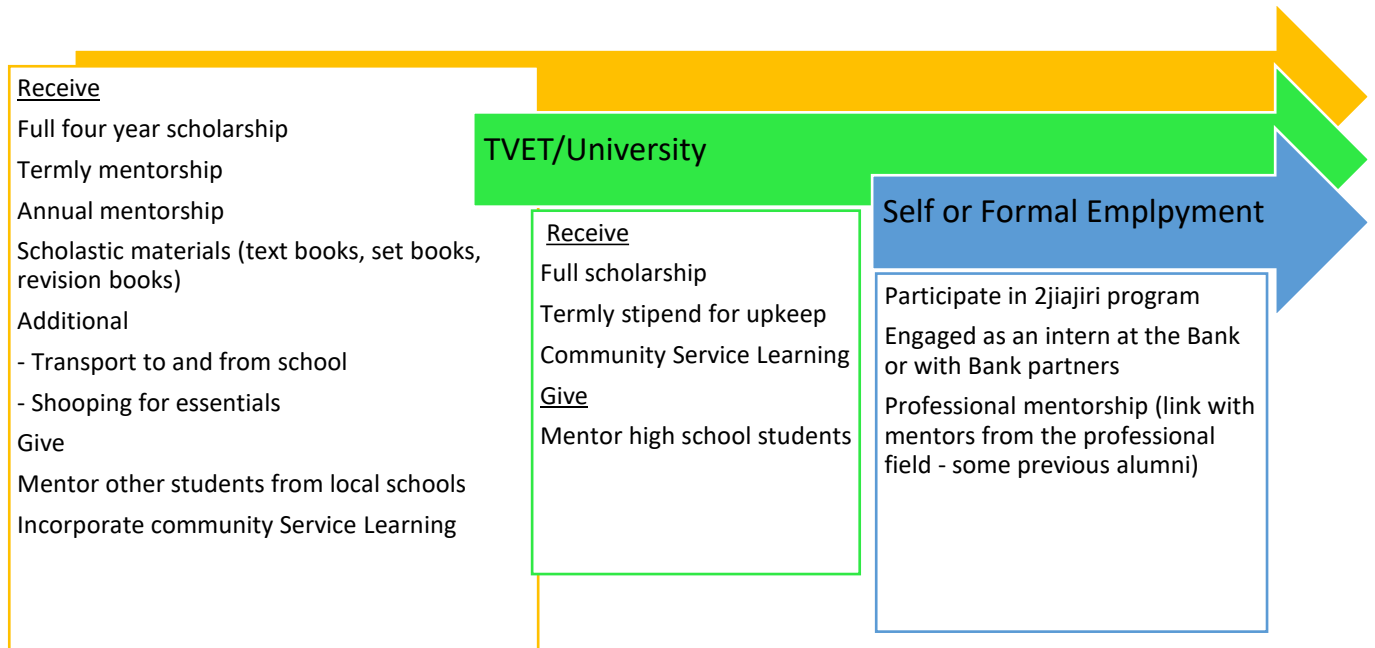 Receive
Full four year scholarship
Termly mentorship
Annual mentorship
Scholastic materials (text books, set books,
revision books)
Additional
- Transport to and from school
- Shooping for essentials
Give
Mentor other students from local schools
Incorporate community Service Learning
TVET/University
Receive
Full scholarship
Termly stipend for upkeep
Community Service Learning
Give
Mentor high school students
Self or Formal Emplpyment
Participate in 2jiajiri program
Engaged as an intern at the Bank
or with Bank partners
Professional mentorship (link with
mentors from the professional
field - some previous alumni)